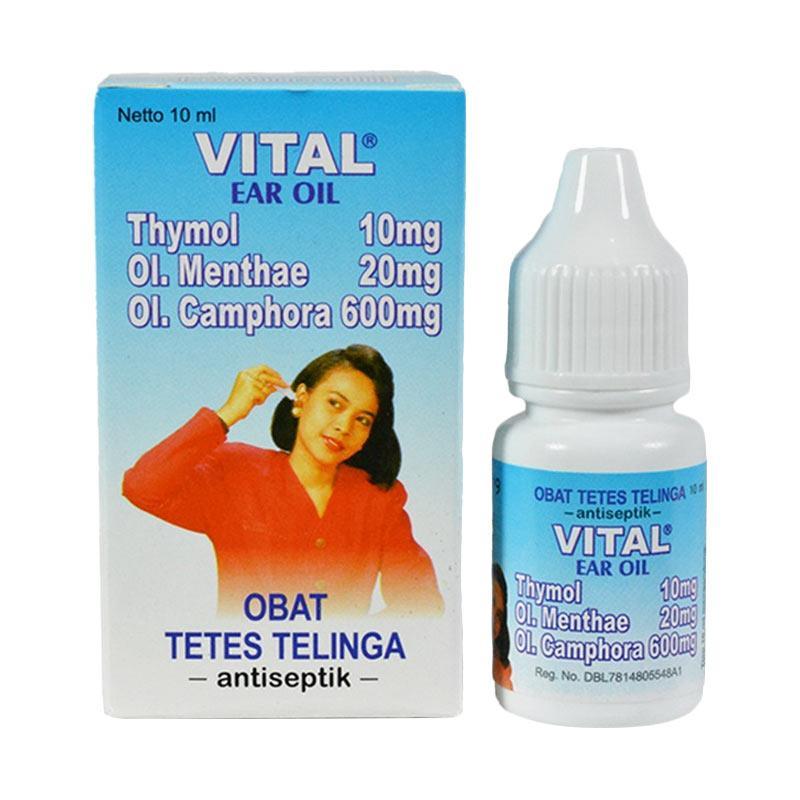 Netto 10 ml
VITAL®
EAR OIL
Thymol 10mg
Ol. Menthae 20mg
Ol. Camphora 600mg
OBAT
TETES TELINGA
– antiseptik –
OBAT TETES TELINGA 10 ml
– antiseptik –
VITAL®
EAR OIL
Thymol 10mg
Ol. Menthae 20mg
Ol. Camphora 600mg
Reg. No. DBL7814805548A1